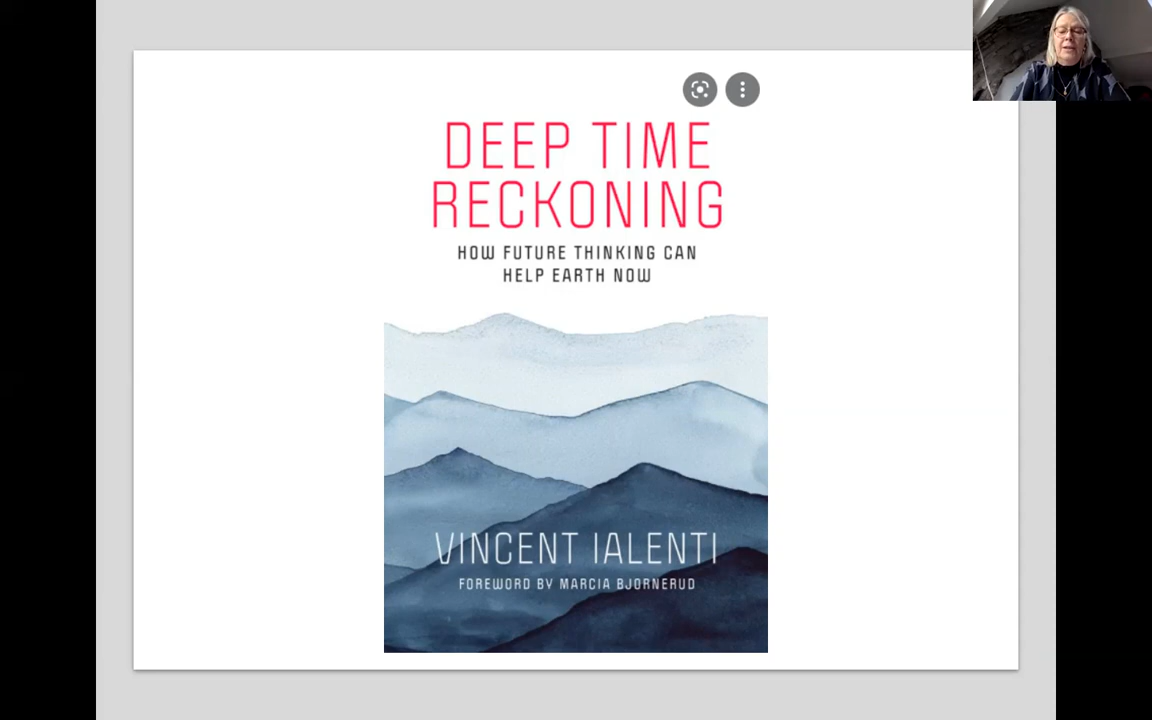 DEEP TIME
RECKONING
HOW FUTURE THINKING CAN
HELP EARTH NOW
VINCENT IALENTI
FOREWORD BY MARCIA BJORNERUD